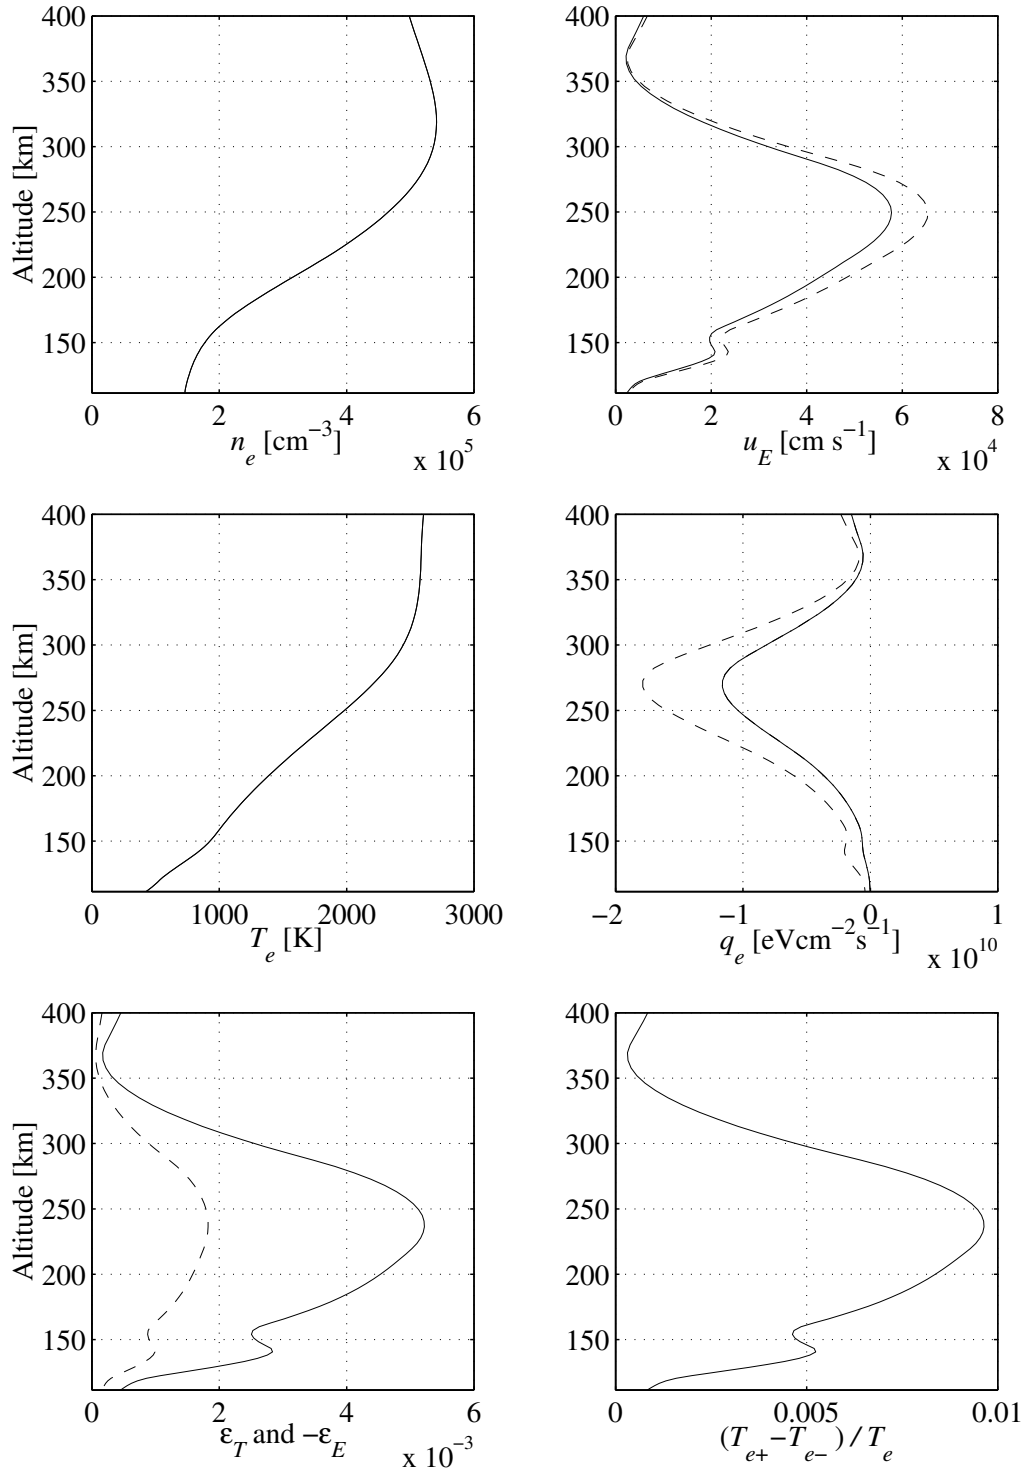 400
350
300
250
200
150
Altitude [km]
0 2 4 6
n_e [cm^−3]
x 10^5
400
350
300
250
200
150
0 2 4 6 8
u_E [cm s^−1]
x 10^4
400
350
300
250
200
150
Altitude [km]
0 1000 2000 3000
T_e [K]
400
350
300
250
200
150
−2 −1 0 1
q_e [eVcm^−2s^−1]
x 10^10
400
350
300
250
200
150
Altitude [km]
0 2 4 6
ε_T and −ε_E
x 10^−3
400
350
300
250
200
150
0 0.005 0.01
(T_e+−T_e−) / T_e